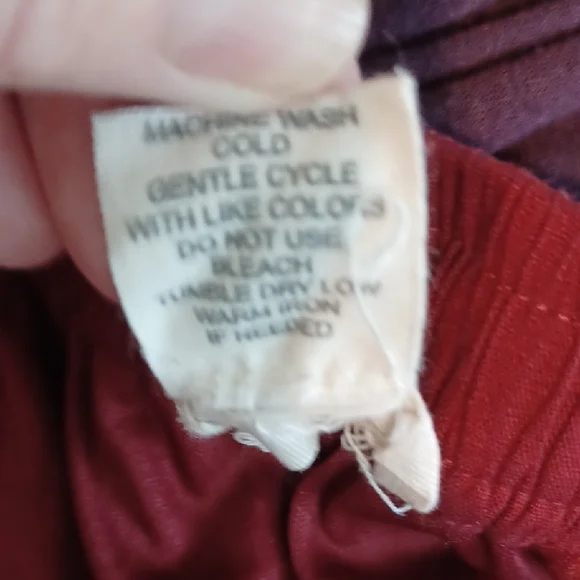 MACHINE WASH
COLD
GENTLE CYCLE
WITH LIKE COLORS
DO NOT USE
BLEACH
TUMBLE DRY LOW
WARM IRON
IF NEEDED